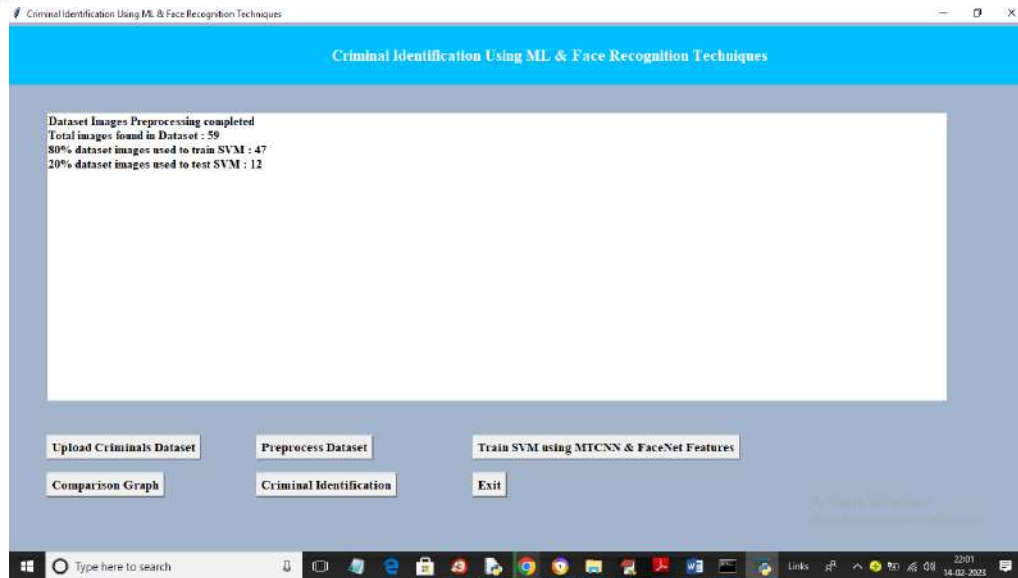 Criminal Identification Using ML & Face Recognition Techniques
Criminal Identification Using ML & Face Recognition Techniques
Dataset Images Preprocessing completed
Total images found in Dataset : 59
80% dataset images used to train SVM : 47
20% dataset images used to test SVM : 12
Upload Criminals Dataset
Preprocess Dataset
Train SVM using MTCNN & FaceNet Features
Comparison Graph
Criminal Identification
Exit
Type here to search
Links
22:01
14-02-2023